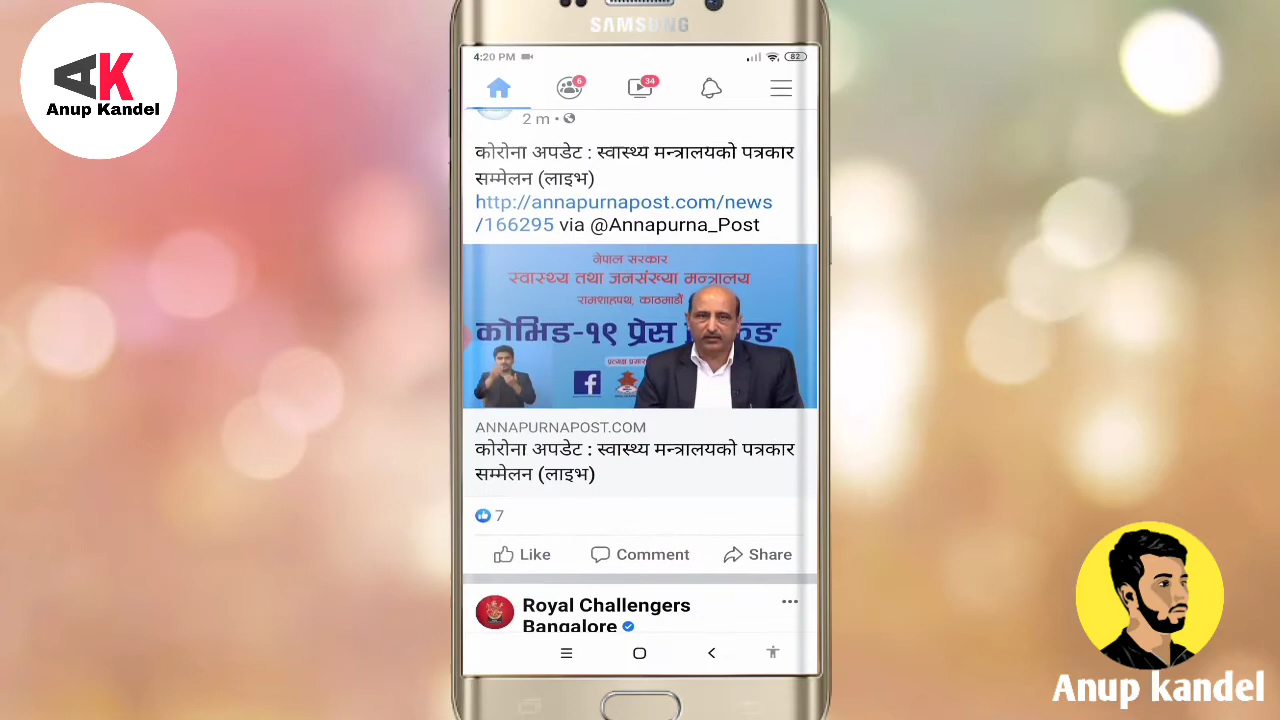 SAMSUNG
AK
Anup Kandel
4:20 PM
82
6
34
2 m
कोरोना अपडेट : स्वास्थ्य मन्त्रालयको पत्रकार
सम्मेलन (लाइभ)
http://annapurnapost.com/news
/166295 via @Annapurna_Post
नेपाल सरकार
स्वास्थ्य तथा जनसंख्या मन्त्रालय
रामशाहपथ, काठमाडौं
कोभिड-१९ प्रेस
ANNAPURNAPOST.COM
कोरोना अपडेट : स्वास्थ्य मन्त्रालयको पत्रकार
सम्मेलन (लाइभ)
7
Like Comment Share
Royal Challengers
Bangalore
Anup kandel